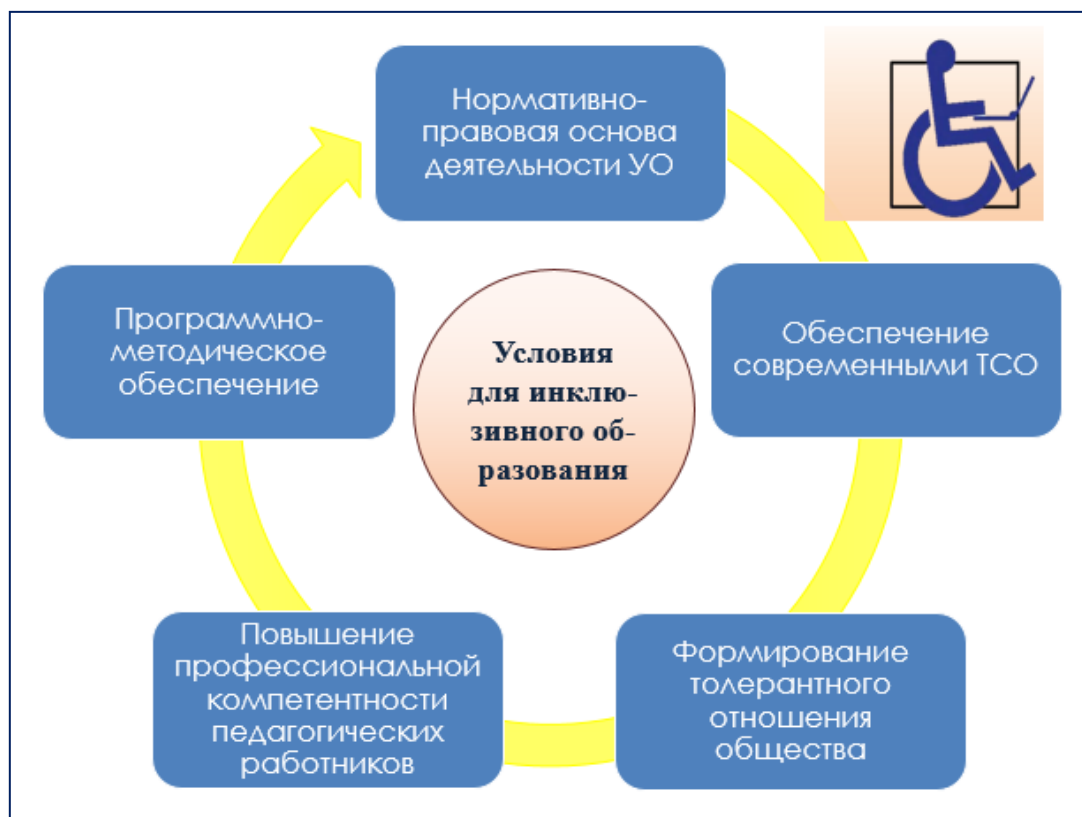 Нормативно-
правовая основа
деятельности УО
Обеспечение
современными ТСО
Формирование
толерантного
отношения
общества
Повышение
профессиональной
компетентности
педагогических
работников
Программно-
методическое
обеспечение
Условия
для инклю-
зивного об-
разования